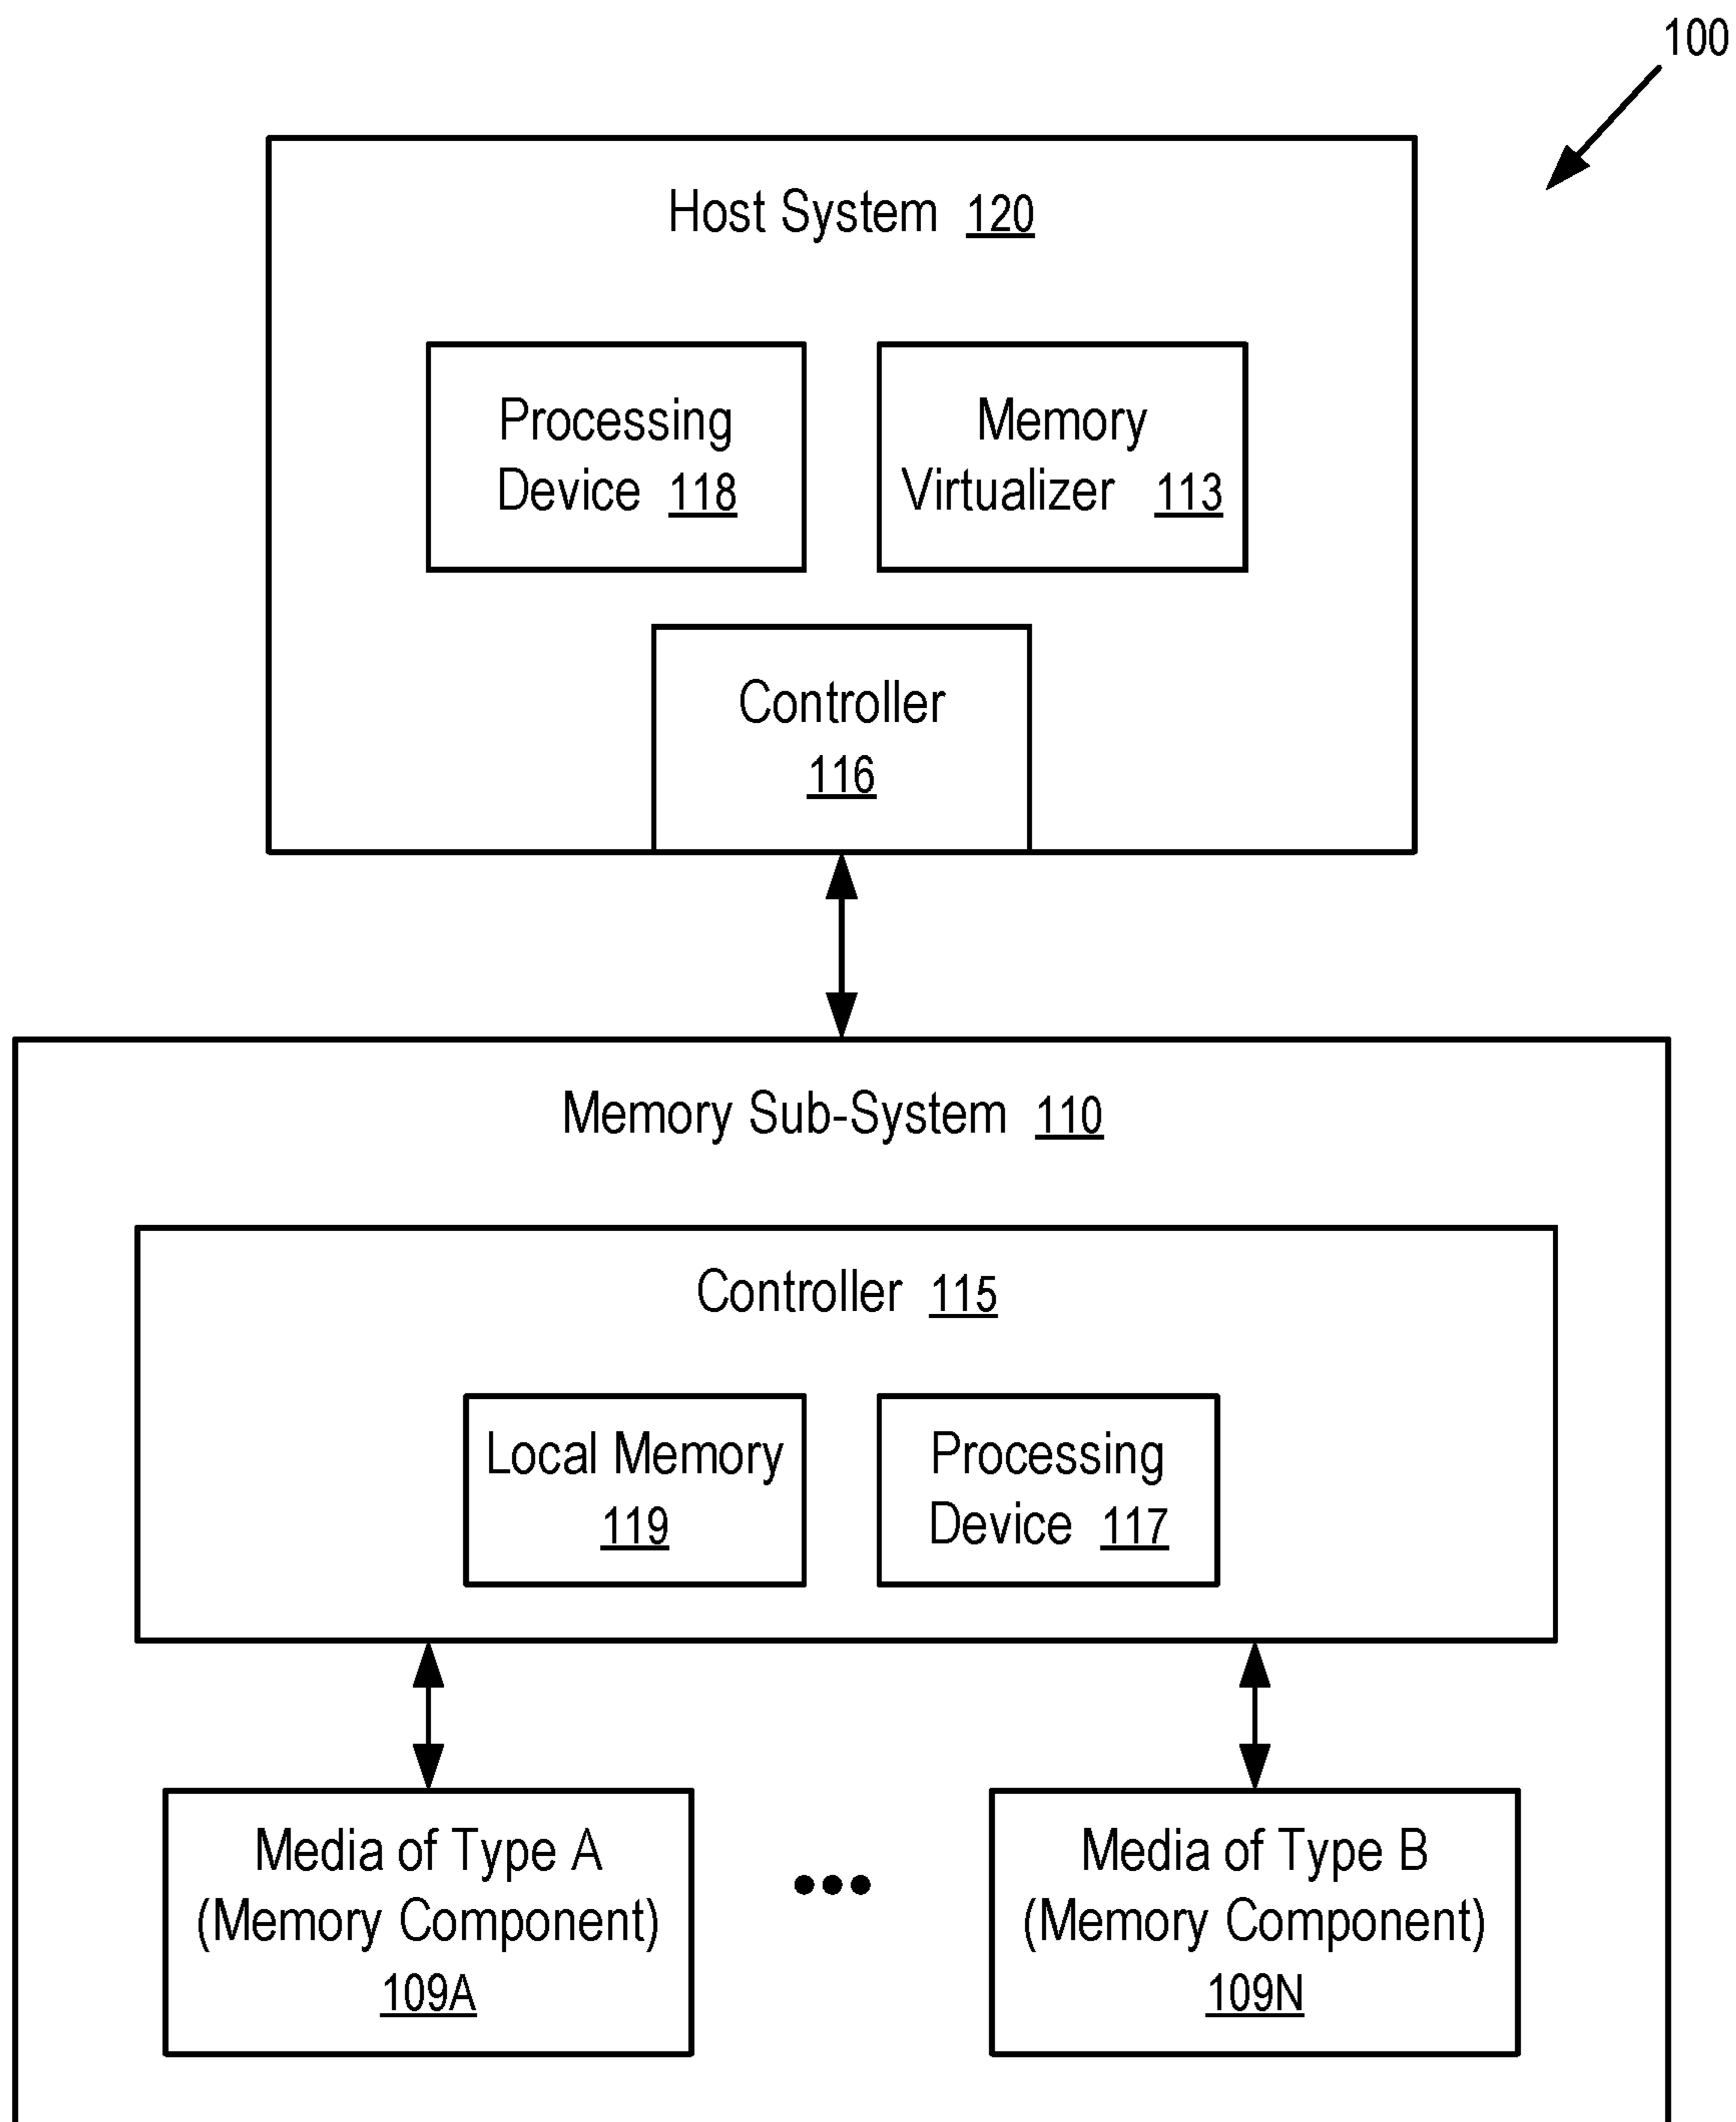 100
Host System 120
Processing
Device 118
Memory
Virtualizer 113
Controller
116
Memory Sub-System 110
Controller 115
Local Memory
119
Processing
Device 117
Media of Type A
(Memory Component)
109A
•••
Media of Type B
(Memory Component)
109N